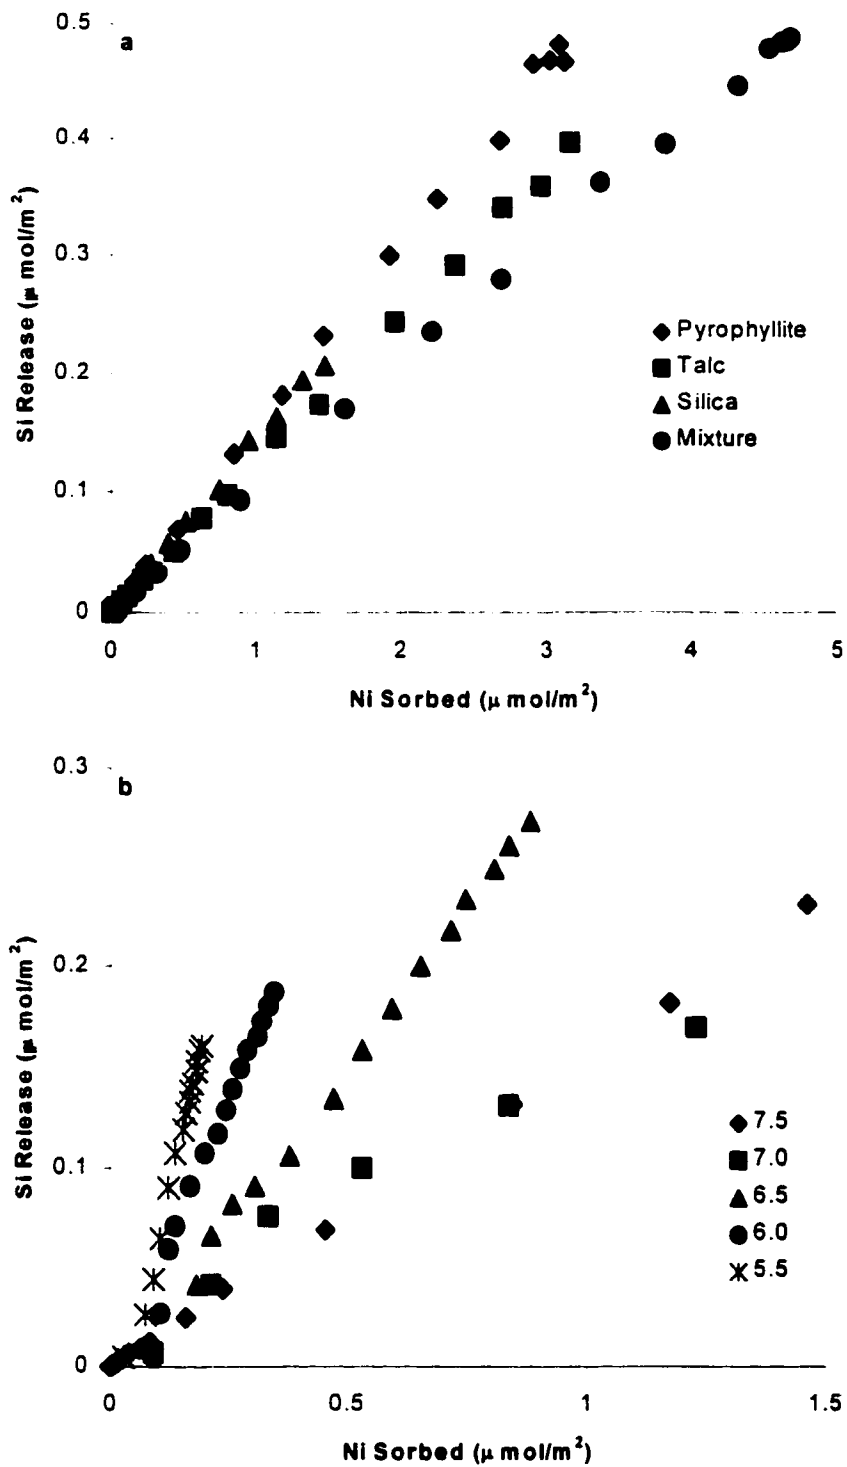 0.5
a
0.4
0.3
0.2
0.1
0
Si Release (μ mol/m²)
Pyrophyllite
Talc
Silica
Mixture
0 1 2 3 4 5
Ni Sorbed (μ mol/m²)
0.3
b
0.2
0.1
0
Si Release (μ mol/m²)
7.5
7.0
6.5
6.0
5.5
0 0.5 1 1.5
Ni Sorbed (μ mol/m²)